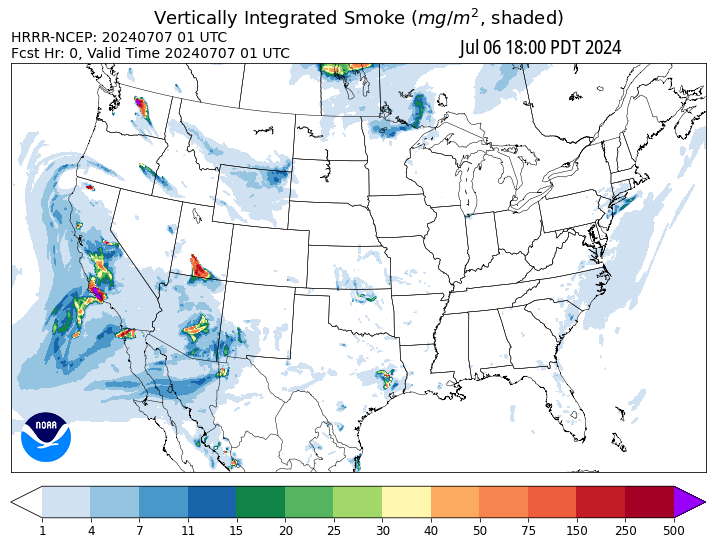 Vertically Integrated Smoke (mg/m², shaded)
HRRR-NCEP: 20240707 01 UTC
Fcst Hr: 0, Valid Time 20240707 01 UTC
Jul 06 18:00 PDT 2024
NOAA
1 4 7 11 15 20 25 30 40 50 75 150 250 500